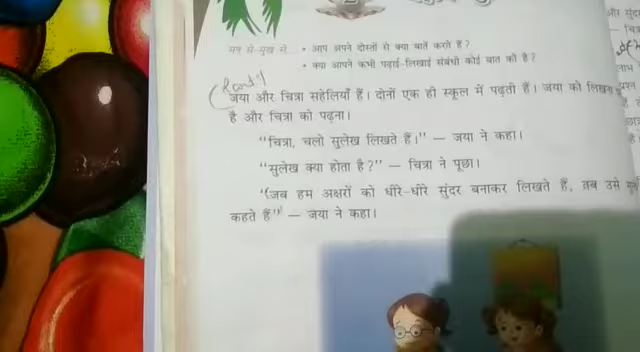 • आप अपने दोस्तों से क्या बातें करते हैं?
• क्या आपने कभी पढ़ाई-लिखाई संबंधी कोई बात की है?
जया और चित्रा सहेलियाँ हैं। दोनों एक ही स्कूल में पढ़ती हैं। जया को लिखना
है और चित्रा को पढ़ना।
“चित्रा, चलो सुलेख लिखते हैं।” — जया ने कहा।
“सुलेख क्या होता है?” — चित्रा ने पूछा।
“जब हम अक्षरों को धीरे-धीरे सुंदर बनाकर लिखते हैं, तब उसे
कहते हैं” — जया ने कहा।